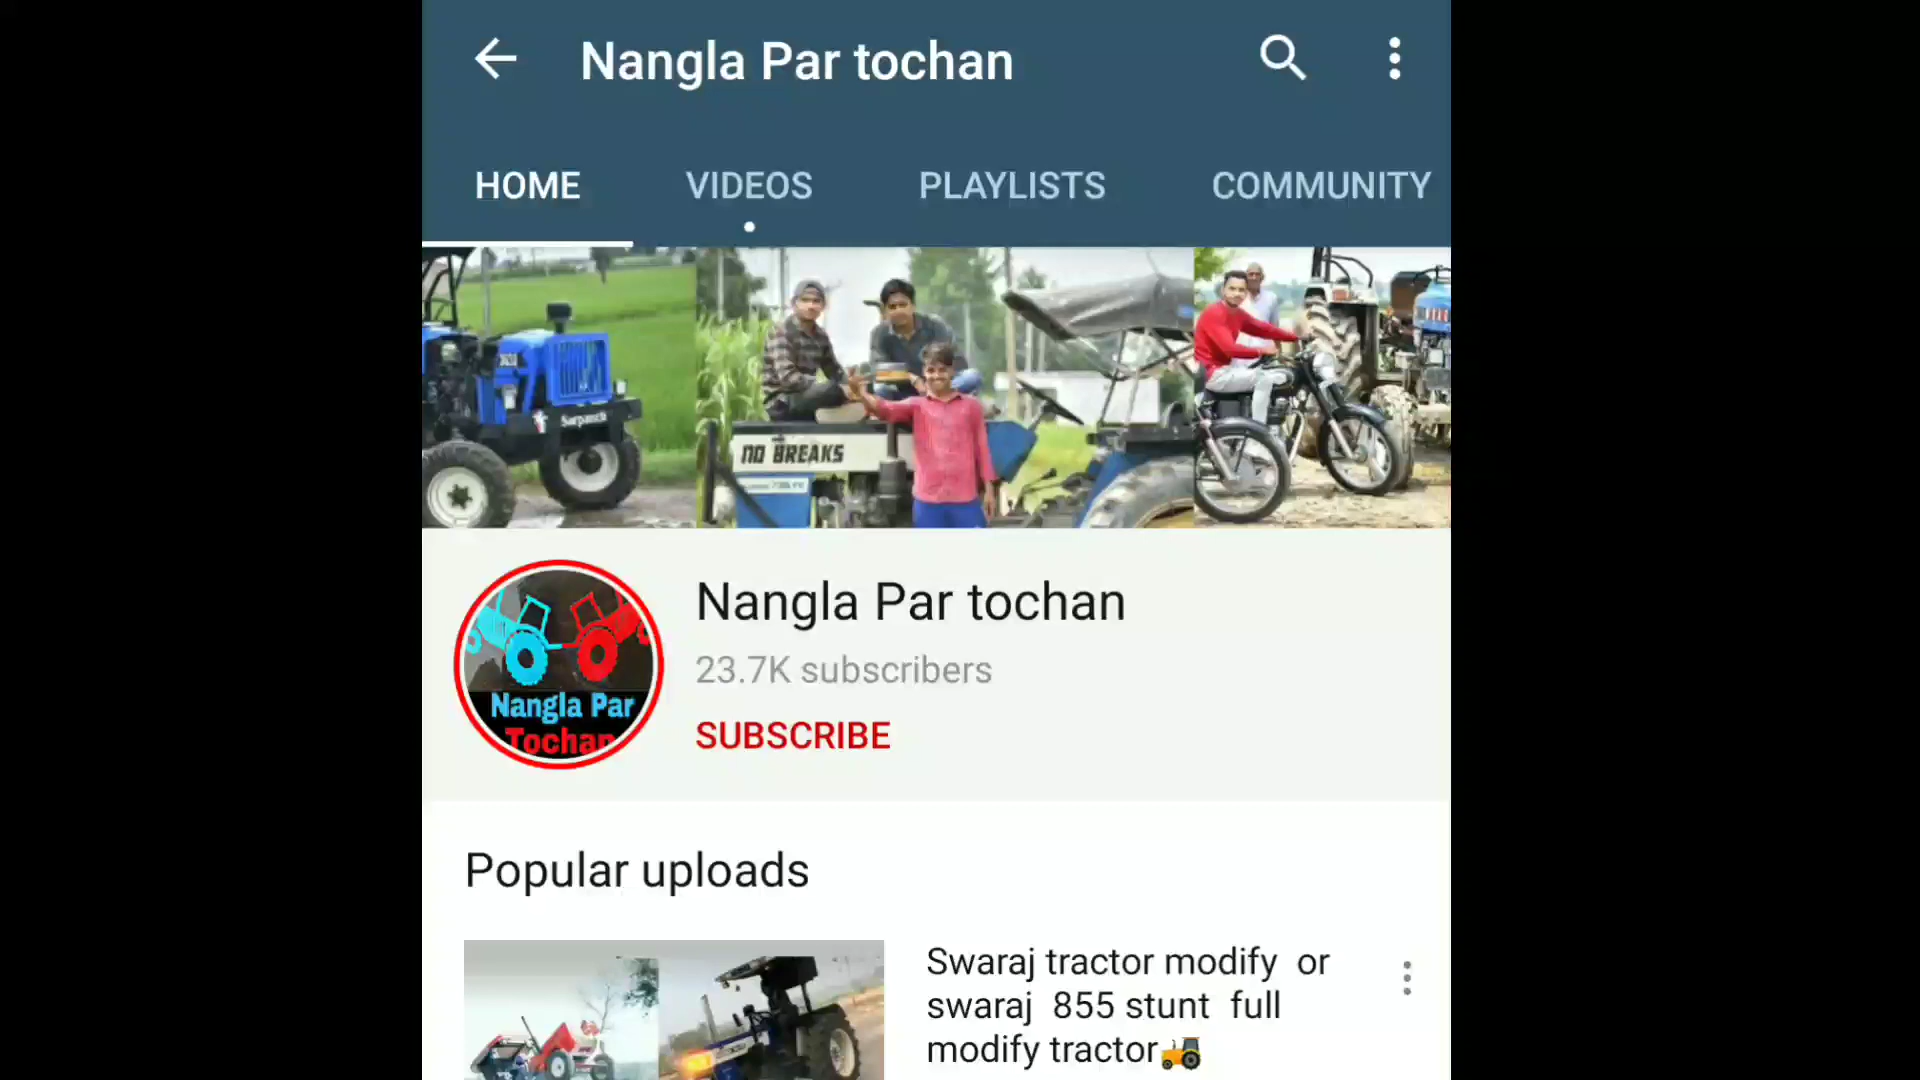 Nangla Par tochan
HOME VIDEOS PLAYLISTS COMMUNITY
Sarpanch
NO BREAKS
Nangla Par tochan
23.7K subscribers
SUBSCRIBE
Nangla Par
Tochan
Popular uploads
Swaraj tractor modify or
swaraj 855 stunt full
modify tractor🚜